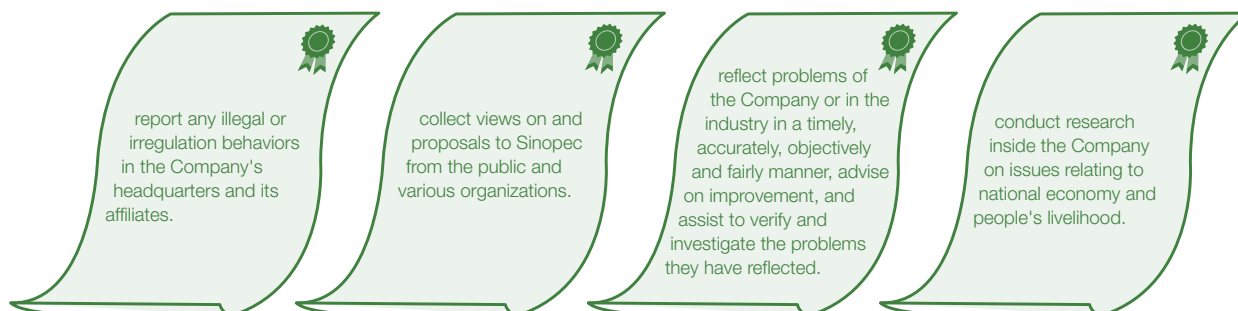 report any illegal or
irregulation behaviors
in the Company's
headquarters and its
affiliates.
collect views on and
proposals to Sinopec
from the public and
various organizations.
reflect problems of
the Company or in the
industry in a timely,
accurately, objectively
and fairly manner, advise
on improvement, and
assist to verify and
investigate the problems
they have reflected.
conduct research
inside the Company
on issues relating to
national economy and
people's livelihood.